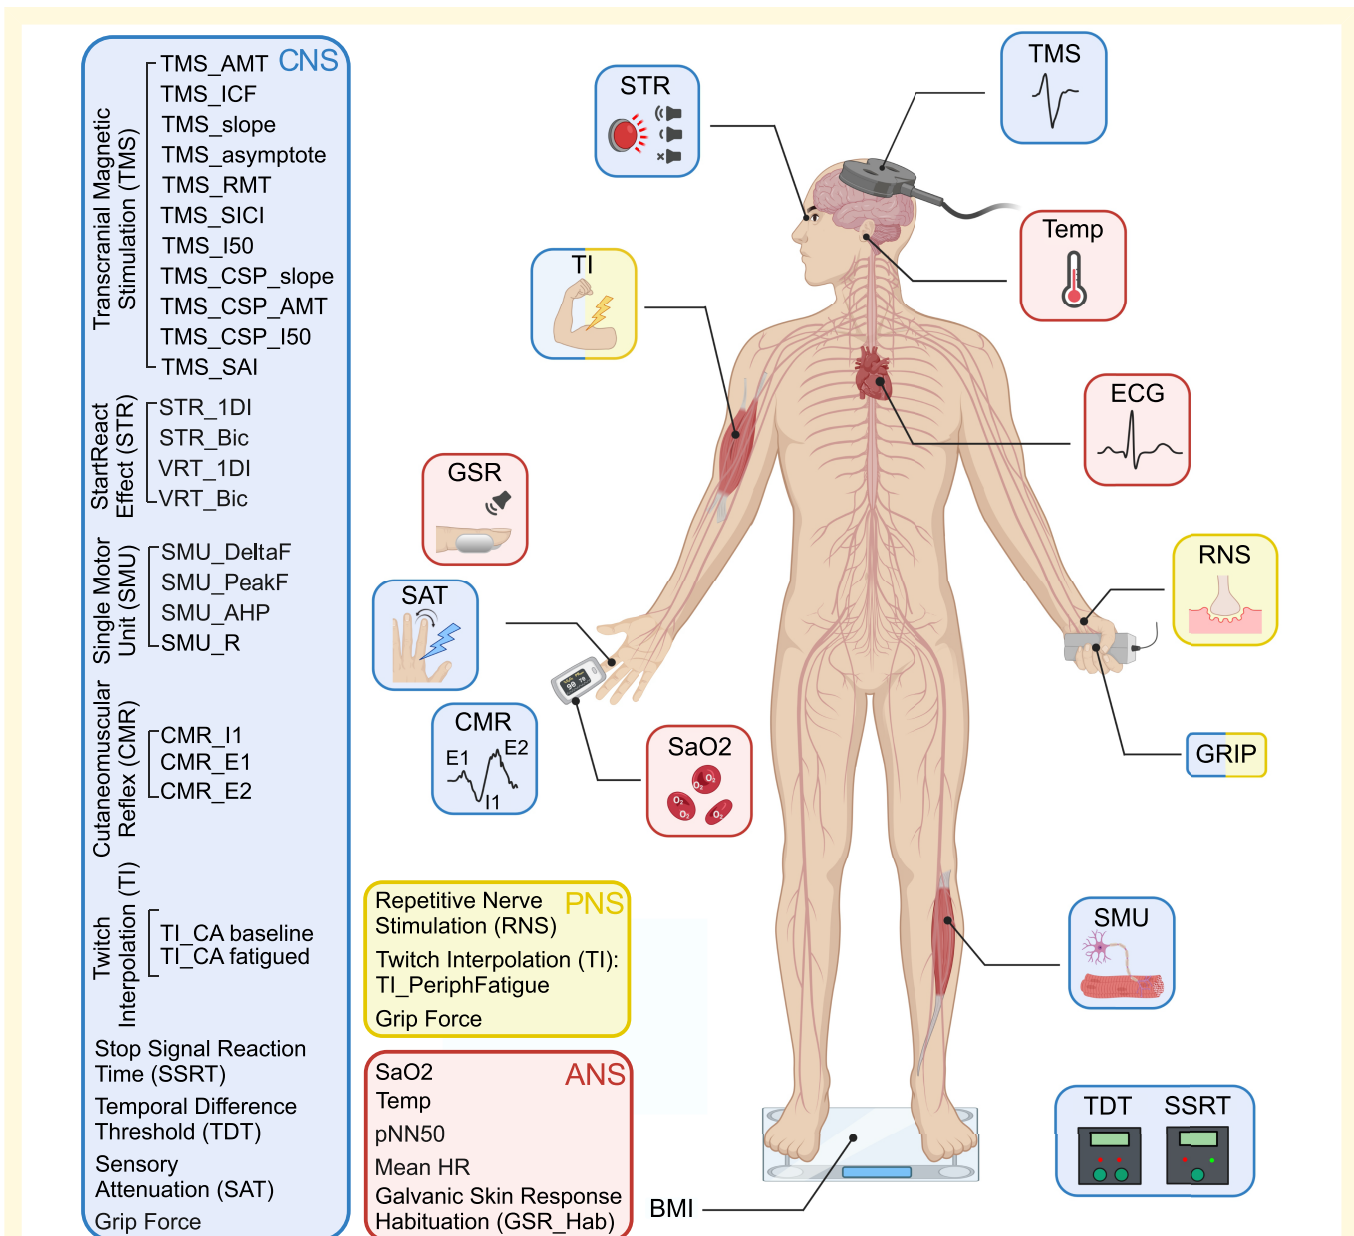 CNS
Transcranial Magnetic
Stimulation (TMS)
TMS_AMT
TMS_ICF
TMS_slope
TMS_asymptote
TMS_RMT
TMS_SICI
TMS_I50
TMS_CSP_slope
TMS_CSP_AMT
TMS_CSP_I50
TMS_SAI
StartReact
Effect (STR)
STR_1DI
STR_Bic
VRT_1DI
VRT_Bic
Single Motor
Unit (SMU)
SMU_DeltaF
SMU_PeakF
SMU_AHP
SMU_R
Cutaneomuscular
Reflex (CMR)
CMR_I1
CMR_E1
CMR_E2
Twitch
Interpolation (TI)
TI_CA baseline
TI_CA fatigued
Stop Signal Reaction
Time (SSRT)
Temporal Difference
Threshold (TDT)
Sensory
Attenuation (SAT)
Grip Force
PNS
Repetitive Nerve
Stimulation (RNS)
Twitch Interpolation (TI):
TI_PeriphFatigue
Grip Force
ANS
SaO2
Temp
pNN50
Mean HR
Galvanic Skin Response
Habituation (GSR_Hab)
STR
TMS
TI
Temp
ECG
GSR
SAT
RNS
CMR
E1
E2
I1
SaO2
O2
O2
O2
O2
O2
GRIP
SMU
TDT
SSRT
BMI